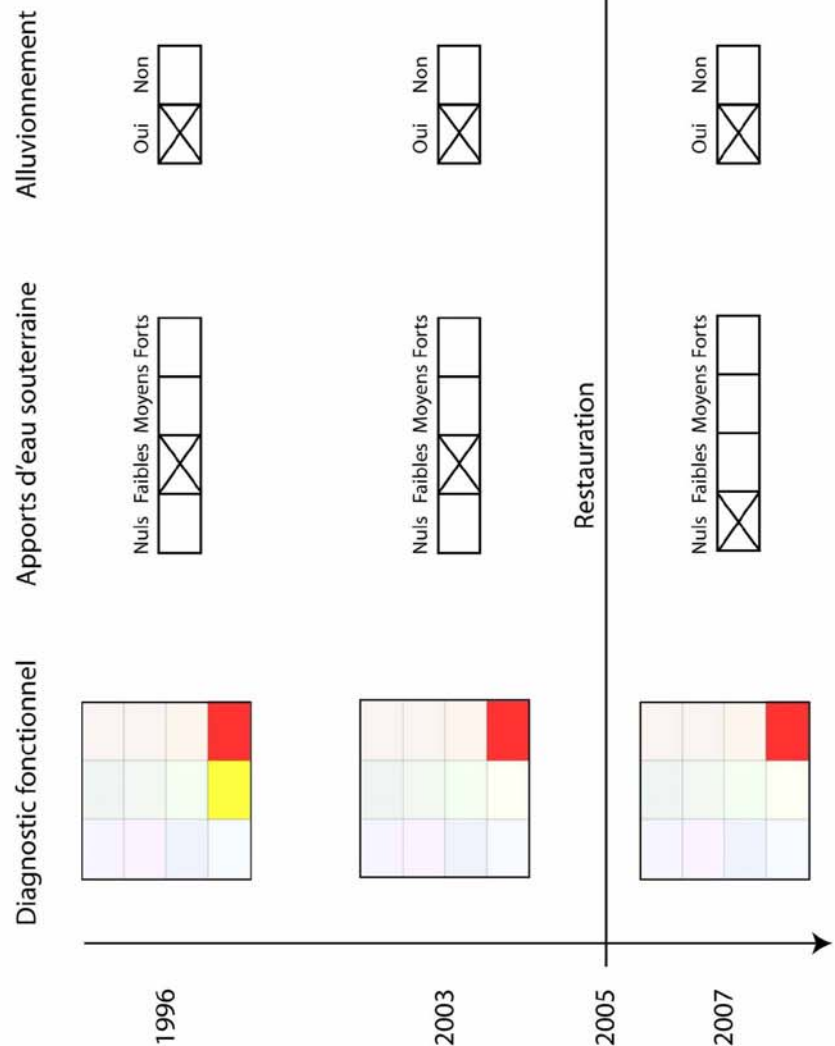 Diagnostic fonctionnel
Apports d'eau souterraine
Alluvionnement
1996
Nuls Faibles Moyens Forts
Oui Non
2003
Nuls Faibles Moyens Forts
Oui Non
2005
Restauration
2007
Nuls Faibles Moyens Forts
Oui Non